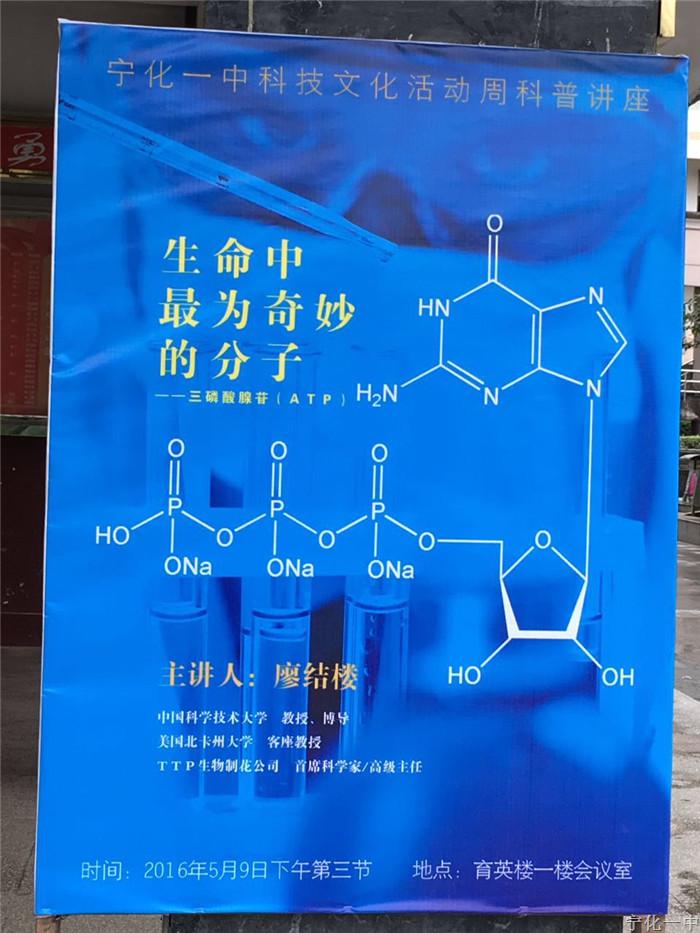 宁化一中科技文化活动周科普讲座
勇
生命中
最为奇妙
的分子
——三磷酸腺苷(ATP)
O
HN
N
H₂N
N
N
O
O
O
HO
P
O
P
O
P
O
O
ONa
ONa
ONa
HO
OH
主讲人：廖结楼
中国科学技术大学 教授、博导
美国北卡州大学 客座教授
TTP生物制花公司 首席科学家/高级主任
时间：2016年5月9日下午第三节 地点：育英楼一楼会议室
宁化一中